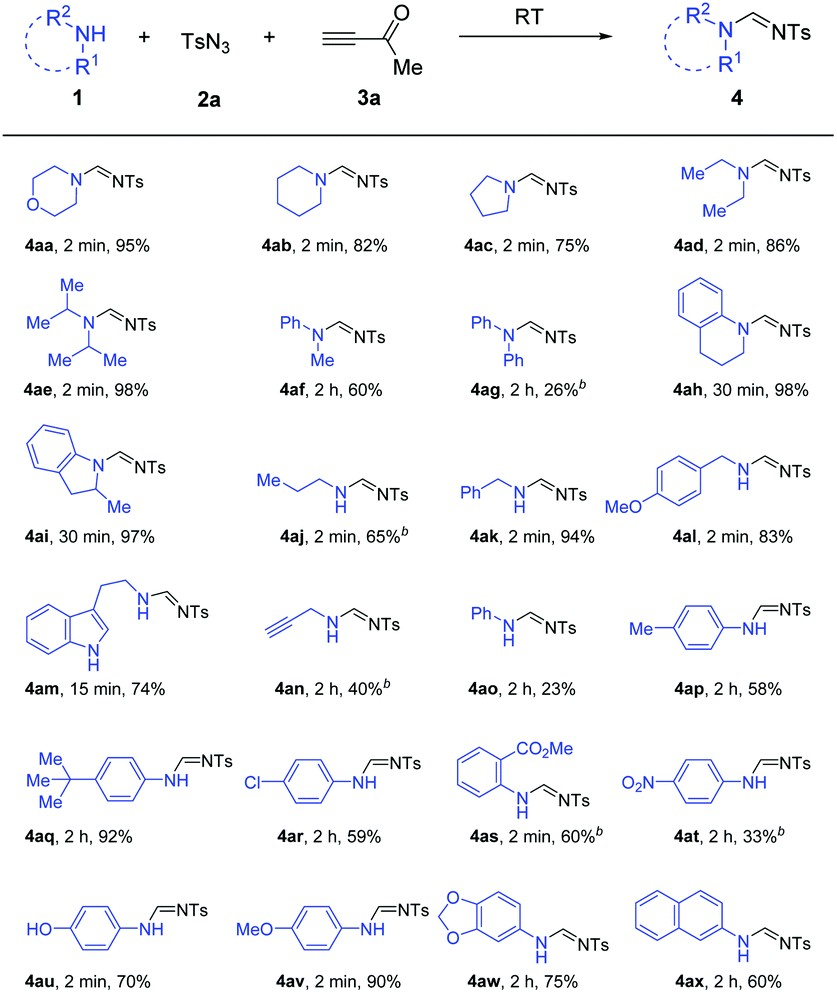 R² NH R¹ + TsN₃ + O Me RT R² N R¹ NTs
1 2a 3a 4
O N NTs N NTs N NTs Me N NTs Me
4aa, 2 min, 95% 4ab, 2 min, 82% 4ac, 2 min, 75% 4ad, 2 min, 86%
Me Me N NTs Me Me Ph N NTs Me Ph N NTs Ph N NTs
4ae, 2 min, 98% 4af, 2 h, 60% 4ag, 2 h, 26%ᵇ 4ah, 30 min, 98%
N NTs Me Me N H NTs Ph N H NTs MeO NH NTs
4ai, 30 min, 97% 4aj, 2 min, 65%ᵇ 4ak, 2 min, 94% 4al, 2 min, 83%
N H NTs N H N H NTs Ph N H NTs Me NH NTs
4am, 15 min, 74% 4an, 2 h, 40%ᵇ 4ao, 2 h, 23% 4ap, 2 h, 58%
Me Me Me NH NTs Cl NH NTs CO₂Me N H NTs O₂N NH NTs
4aq, 2 h, 92% 4ar, 2 h, 59% 4as, 2 min, 60%ᵇ 4at, 2 h, 33%ᵇ
HO NH NTs MeO NH NTs O O N H NTs N H NTs
4au, 2 min, 70% 4av, 2 min, 90% 4aw, 2 h, 75% 4ax, 2 h, 60%